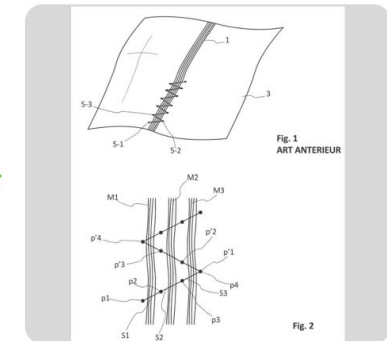 1
3
5-3
5-1
5-2
Fig. 1
ART ANTERIEUR
M2
M1
M3
p'4
p'2
p'3
p'1
p2
p4
p1
S3
S1
S2
p3
Fig. 2